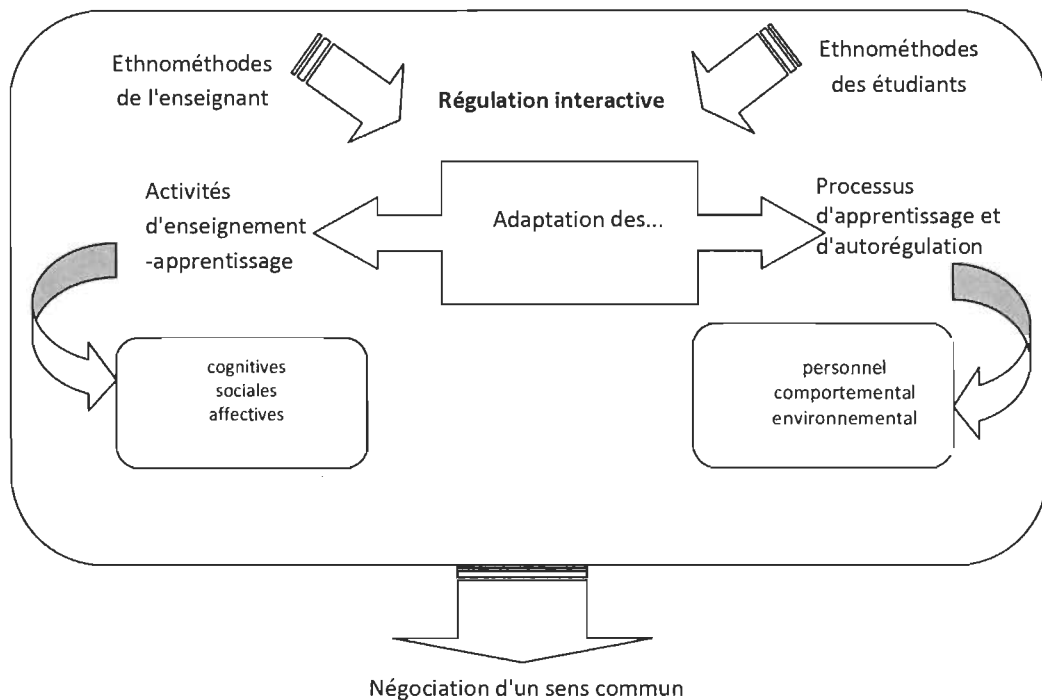 Ethnométhodes
de l'enseignant
Ethnométhodes
des étudiants
Régulation interactive
Activités
d'enseignement
-apprentissage
Adaptation des...
Processus
d'apprentissage et
d'autorégulation
cognitives
sociales
affectives
personnel
comportemental
environnemental
Négociation d'un sens commun